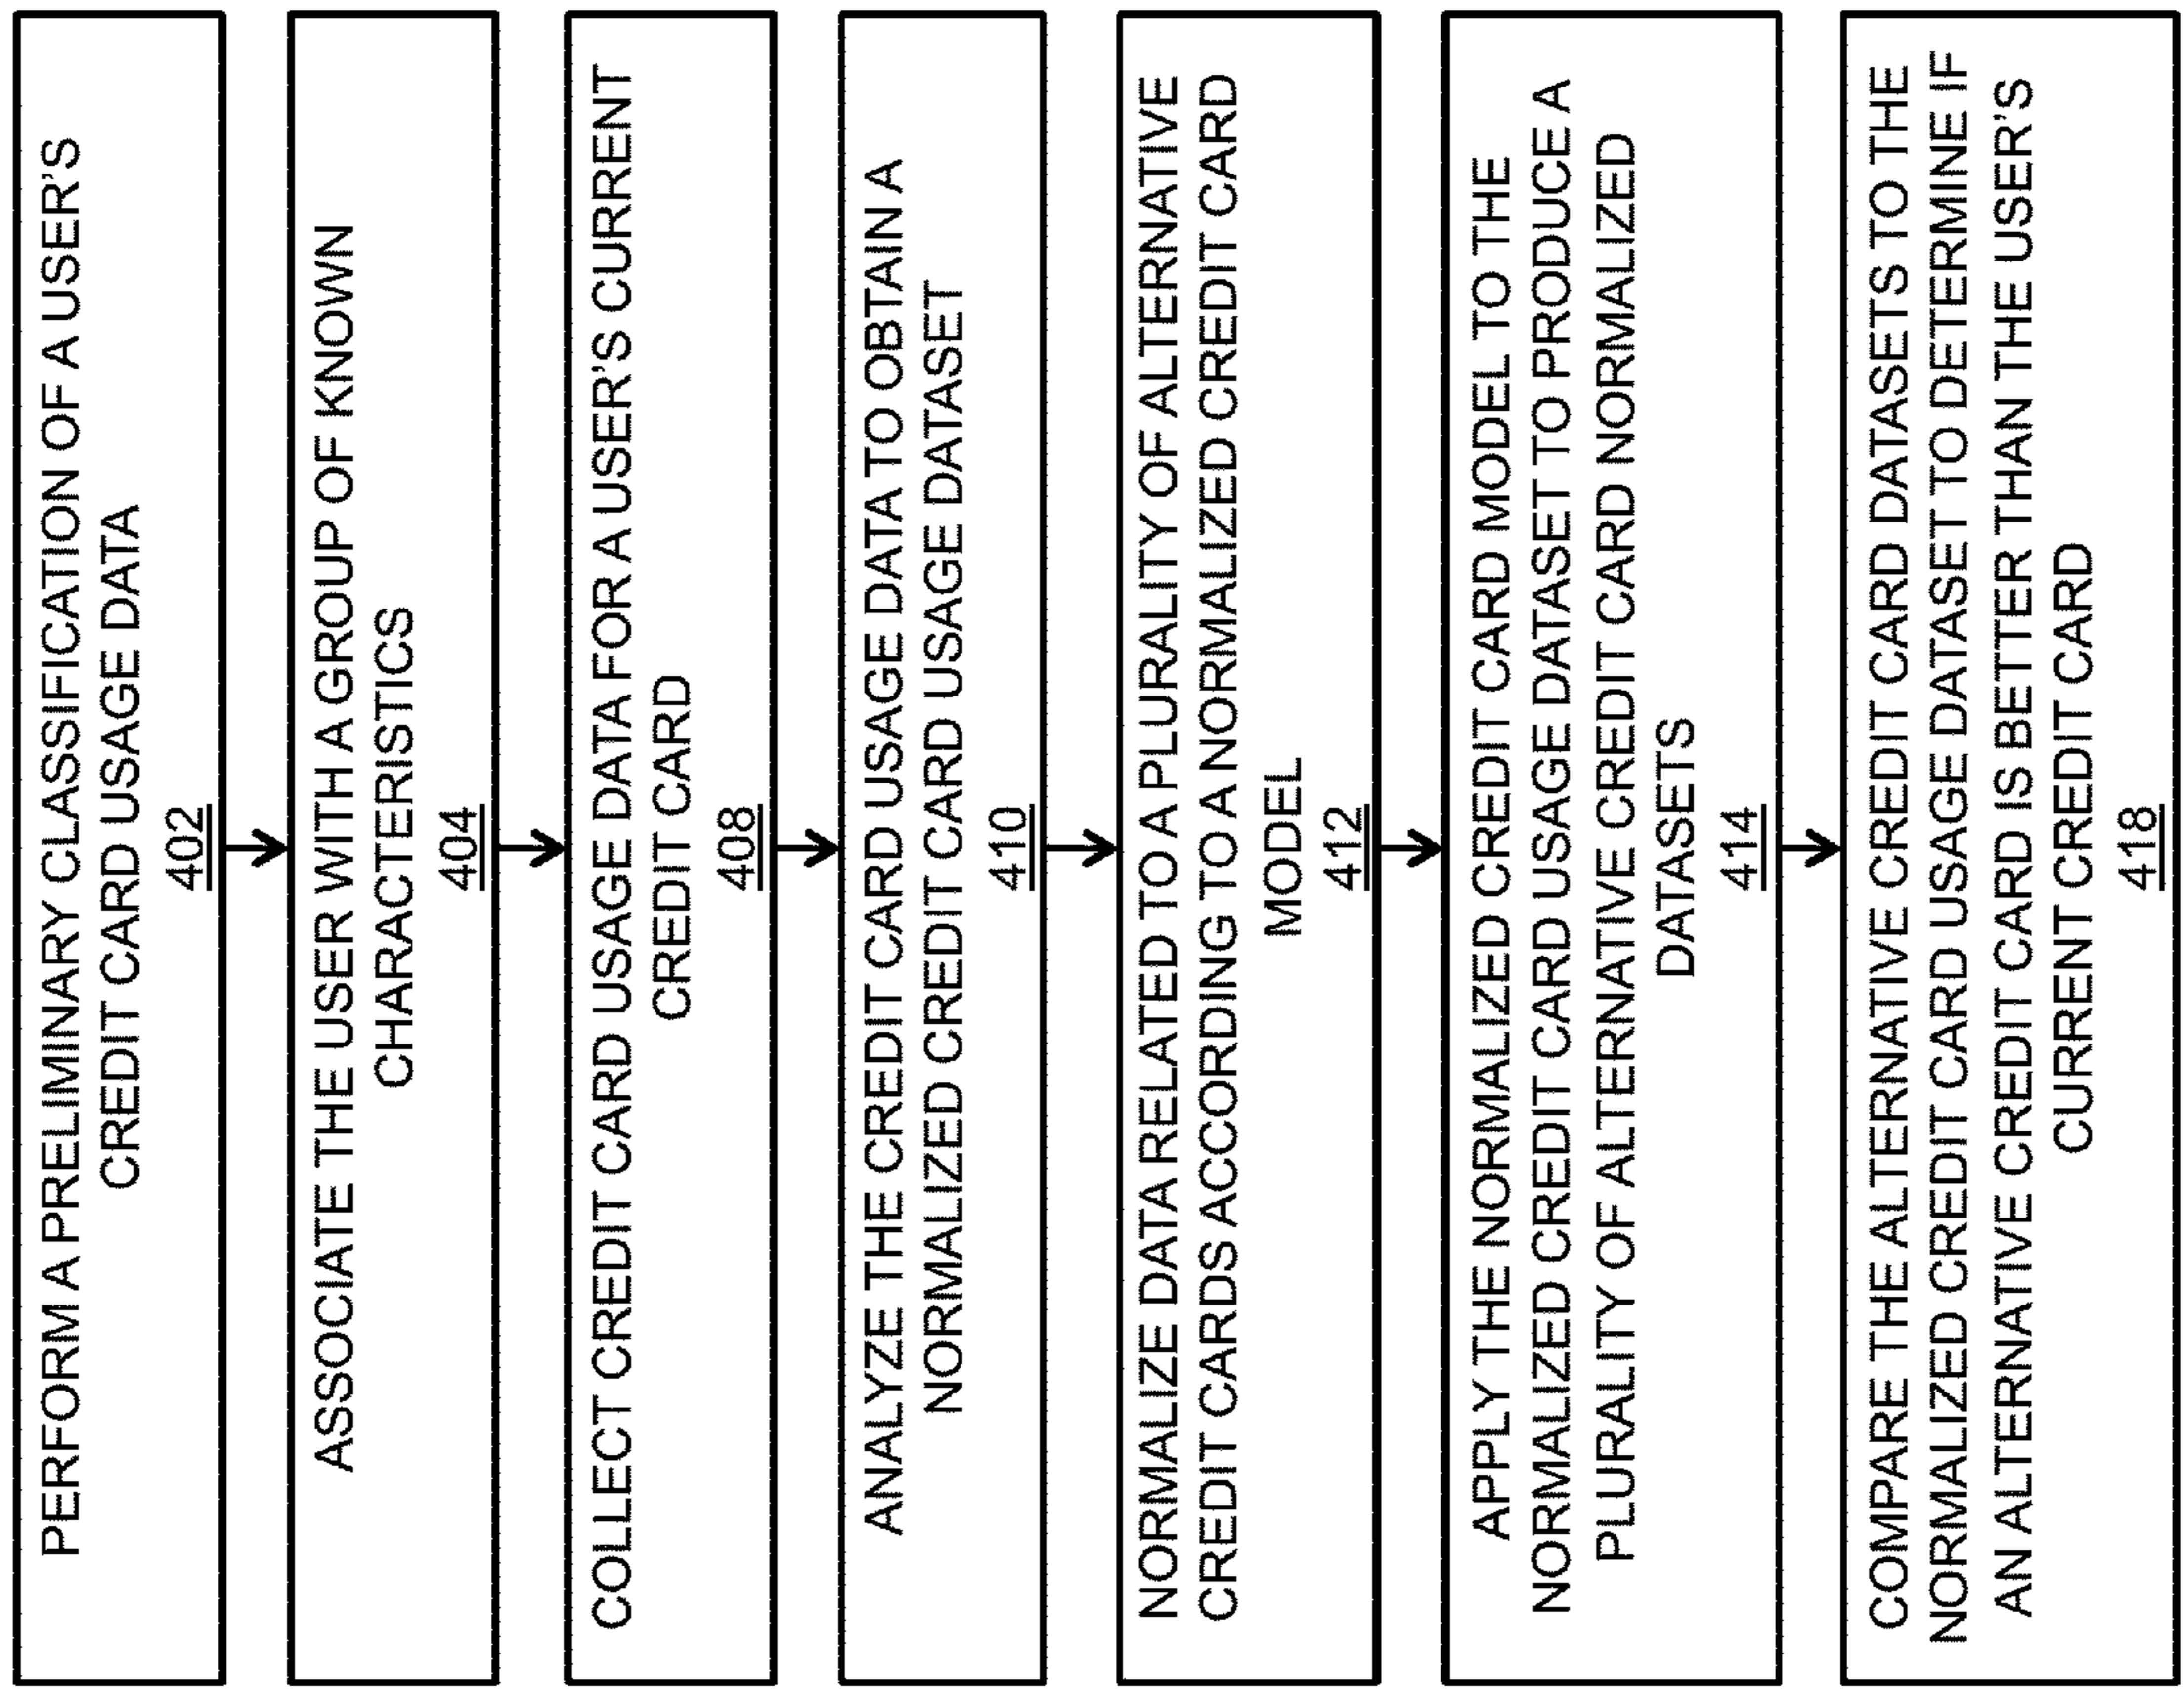 PERFORM A PRELIMINARY CLASSIFICATION OF A USER'S
CREDIT CARD USAGE DATA
402
ASSOCIATE THE USER WITH A GROUP OF KNOWN
CHARACTERISTICS
404
COLLECT CREDIT CARD USAGE DATA FOR A USER'S CURRENT
CREDIT CARD
408
ANALYZE THE CREDIT CARD USAGE DATA TO OBTAIN A
NORMALIZED CREDIT CARD USAGE DATASET
410
NORMALIZE DATA RELATED TO A PLURALITY OF ALTERNATIVE
CREDIT CARDS ACCORDING TO A NORMALIZED CREDIT CARD
MODEL
412
APPLY THE NORMALIZED CREDIT CARD MODEL TO THE
NORMALIZED CREDIT CARD USAGE DATASET TO PRODUCE A
PLURALITY OF ALTERNATIVE CREDIT CARD NORMALIZED
DATASETS
414
COMPARE THE ALTERNATIVE CREDIT CARD DATASETS TO THE
NORMALIZED CREDIT CARD USAGE DATASET TO DETERMINE IF
AN ALTERNATIVE CREDIT CARD IS BETTER THAN THE USER'S
CURRENT CREDIT CARD
418